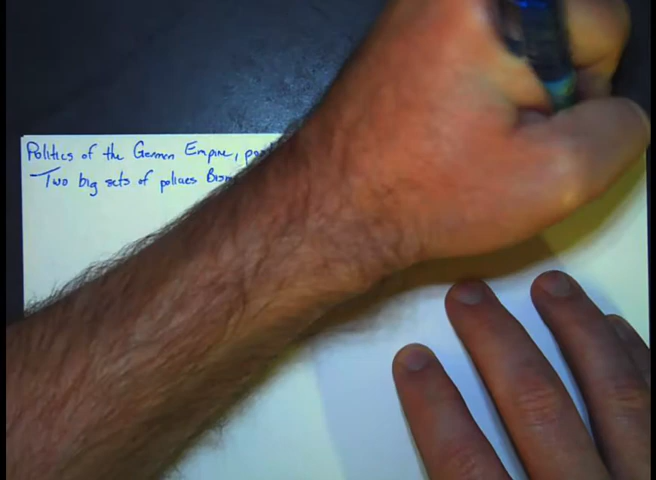 Politics of the German Empire,
Two big sets of policies